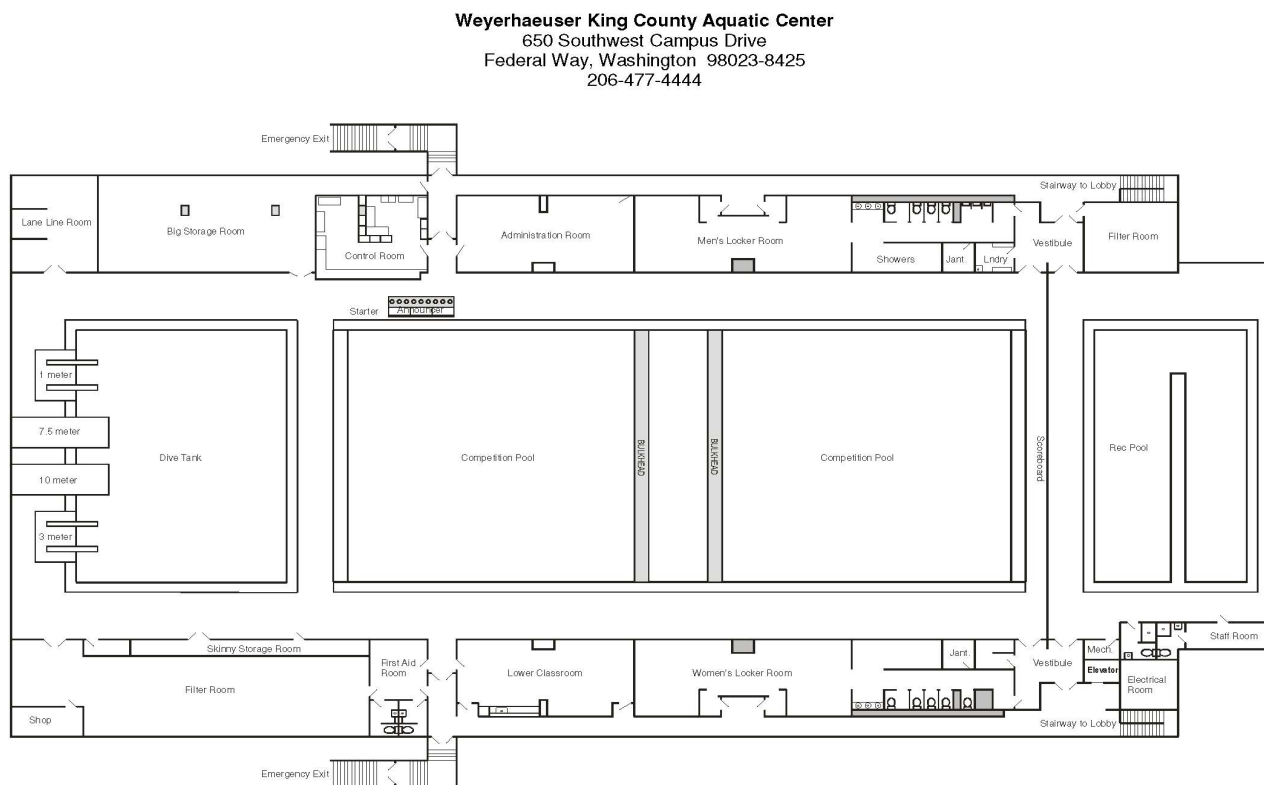 Weyerhaeuser King County Aquatic Center
650 Southwest Campus Drive
Federal Way, Washington 98023-8425
206-477-4444
Emergency Exit
Stairway to Lobby
Lane Line Room
Big Storage Room
Control Room
Administration Room
Men's Locker Room
Showers
Jant.
Lndry
Vestibule
Filter Room
Starter
Announcer
1 meter
7.5 meter
10 meter
3 meter
Dive Tank
Competition Pool
BULKHEAD
BULKHEAD
Competition Pool
Scoreboard
Rec Pool
Skinny Storage Room
Filter Room
Shop
First Aid
Room
Lower Classroom
Women's Locker Room
Jant.
Vestibule
Mech.
Elevator
Staff Room
Electrical
Room
Stairway to Lobby
Emergency Exit